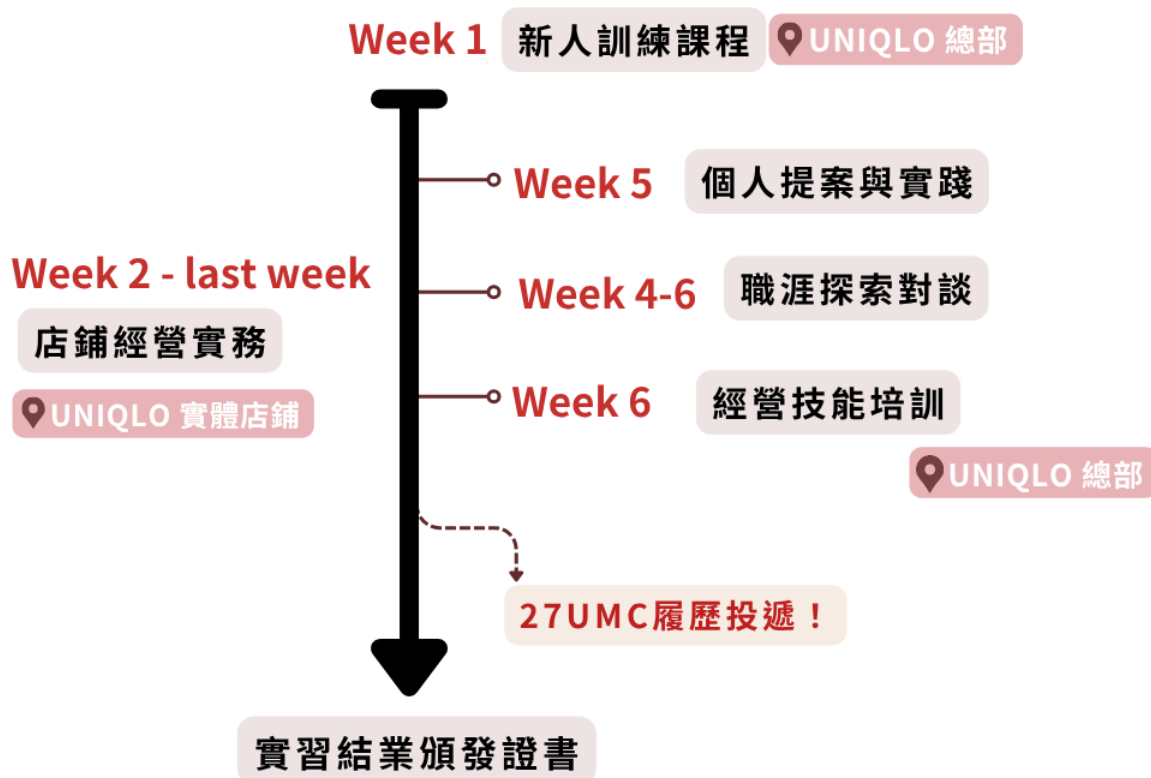 Week 1 新人訓練課程 UNIQLO 總部
Week 5 個人提案與實踐
Week 2 - last week
店鋪經營實務
UNIQLO 實體店鋪
Week 4-6 職涯探索對談
Week 6 經營技能培訓
UNIQLO 總部
27UMC履歷投遞！
實習結業頒發證書